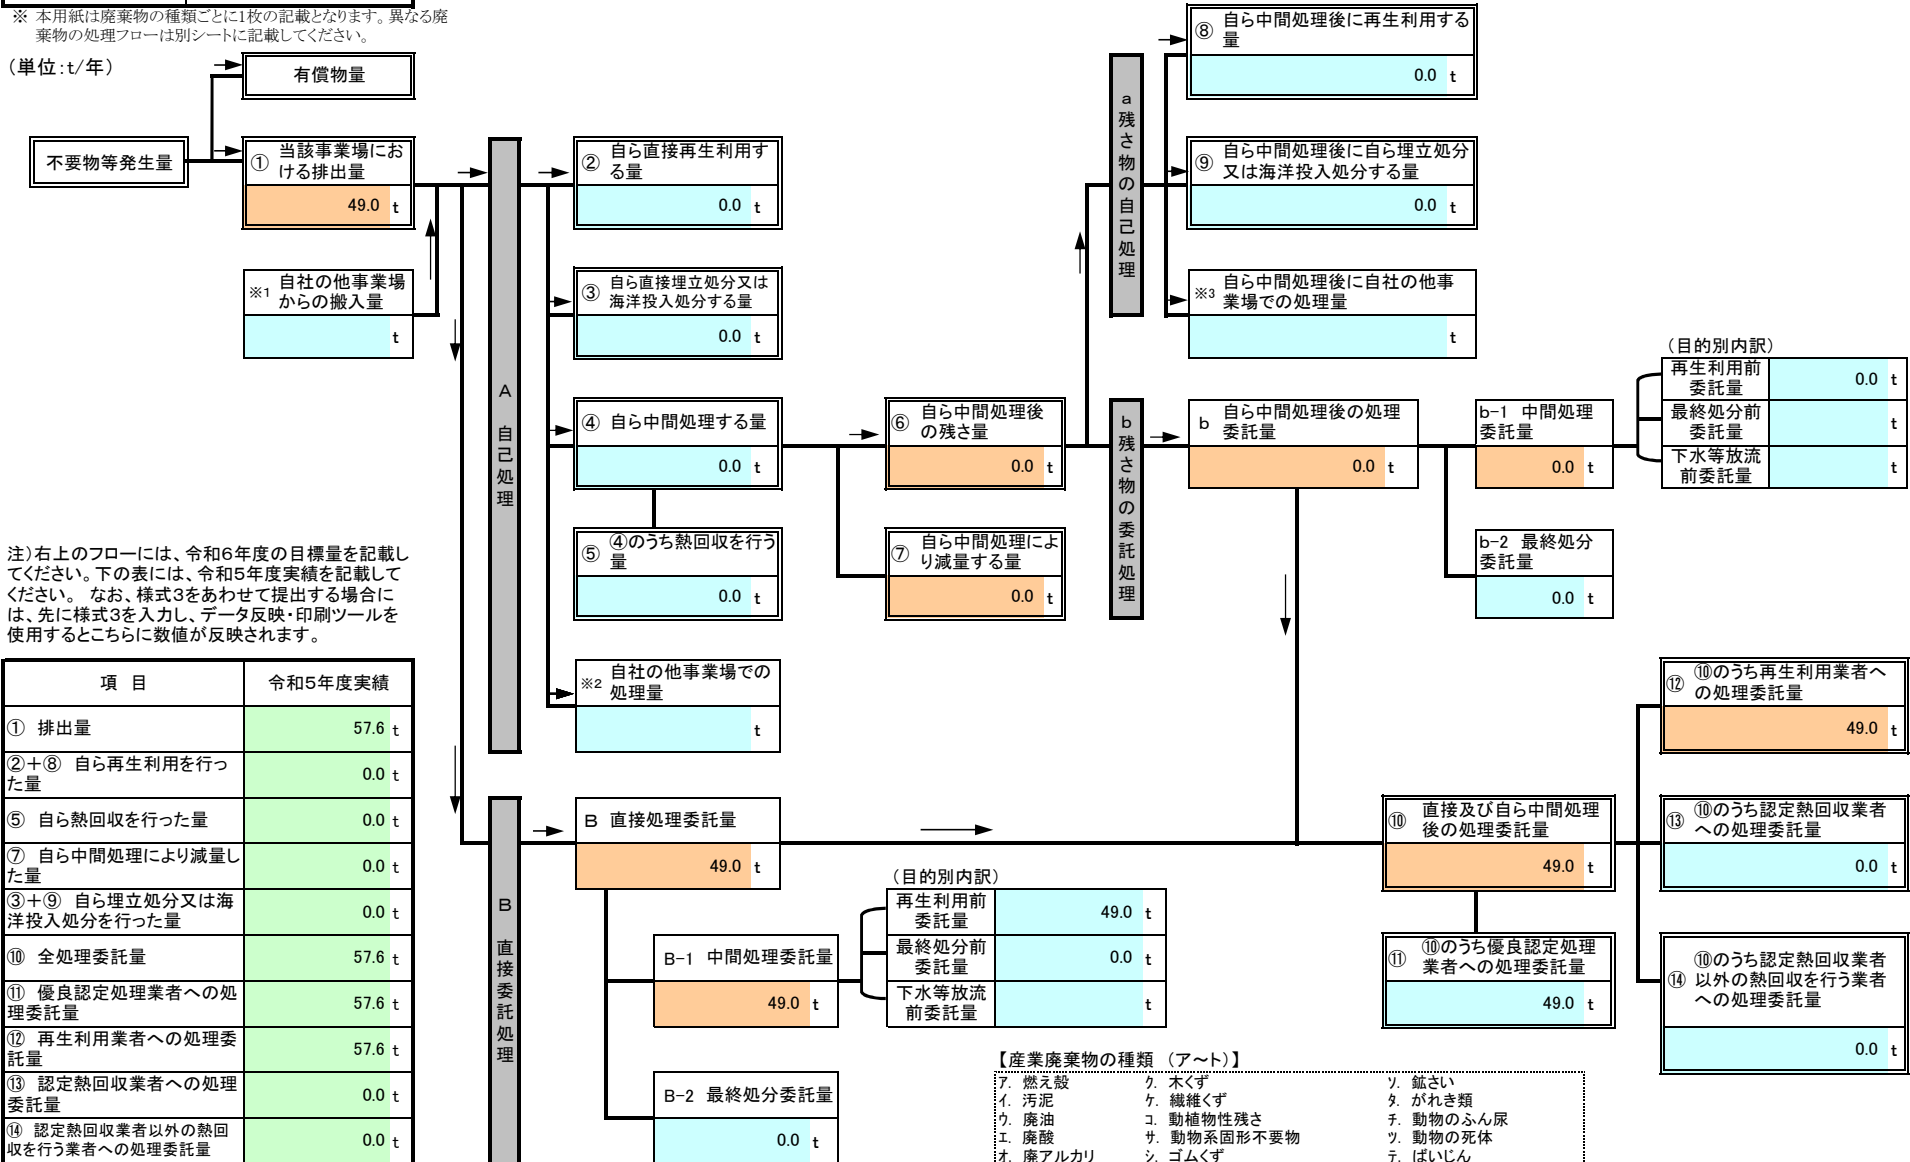 ※ 本用紙は廃棄物の種類ごとに1枚の記載となります。異なる廃
棄物の処理フローは別シートに記載してください。
（単位:t/年）
有償物量
不要物等発生量
① 当該事業場にお
ける排出量
49.0 t
※1 自社の他事業場
からの搬入量
t
A 自己処理
② 自ら直接再生利用す
る量
0.0 t
③ 自ら直接埋立処分又は
海洋投入処分する量
0.0 t
④ 自ら中間処理する量
0.0 t
⑤ ④のうち熱回収を行う
量
0.0 t
※2 自社の他事業場での
処理量
t
⑥ 自ら中間処理後
の残さ量
0.0 t
⑦ 自ら中間処理によ
り減量する量
0.0 t
a残さ物の自己処理
⑧ 自ら中間処理後に再生利用する
量
0.0 t
⑨ 自ら中間処理後に自ら埋立処分
又は海洋投入処分する量
0.0 t
※3 自ら中間処理後に自社の他事
業場での処理量
t
b残さ物の委託処理
b 自ら中間処理後の処理
委託量
0.0 t
b-1 中間処理
委託量
0.0 t
（目的別内訳）
再生利用前
委託量
0.0 t
最終処分前
委託量
t
下水等放流
前委託量
t
b-2 最終処分
委託量
0.0 t
注）右上のフローには、令和６年度の目標量を記載し
てください。下の表には、令和５年度実績を記載して
ください。 なお、様式3をあわせて提出する場合に
は、先に様式3を入力し、データ反映・印刷ツールを
使用するとこちらに数値が反映されます。
項 目 令和５年度実績
① 排出量 57.6 t
②＋⑧ 自ら再生利用を行っ
た量
0.0 t
⑤ 自ら熱回収を行った量 0.0 t
⑦ 自ら中間処理により減量し
た量
0.0 t
③＋⑨ 自ら埋立処分又は海
洋投入処分を行った量
0.0 t
⑩ 全処理委託量 57.6 t
⑪ 優良認定処理業者への処
理委託量
57.6 t
⑫ 再生利用業者への処理委
託量
57.6 t
⑬ 認定熱回収業者への処理
委託量
0.0 t
⑭ 認定熱回収業者以外の熱回
収を行う業者への処理委託量
0.0 t
B 直接委託処理
B 直接処理委託量
49.0 t
B-1 中間処理委託量
49.0 t
（目的別内訳）
再生利用前
委託量
49.0 t
最終処分前
委託量
0.0 t
下水等放流
前委託量
t
B-2 最終処分委託量
0.0 t
⑩ 直接及び自ら中間処理
後の処理委託量
49.0 t
⑪ ⑩のうち優良認定処理
業者への処理委託量
49.0 t
⑫ ⑩のうち再生利用業者へ
の処理委託量
49.0 t
⑬ ⑩のうち認定熱回収業者
への処理委託量
0.0 t
⑭ ⑩のうち認定熱回収業者
以外の熱回収を行う業者
への処理委託量
0.0 t
【産業廃棄物の種類 （ア～ト）】
ア. 燃え殻 ク. 木くず ソ. 鉱さい
イ. 汚泥 ケ. 繊維くず タ. がれき類
ウ. 廃油 コ. 動植物性残さ チ. 動物のふん尿
エ. 廃酸 サ. 動物系固形不要物 ツ. 動物の死体
オ. 廃アルカリ シ. ゴムくず テ. ばいじん